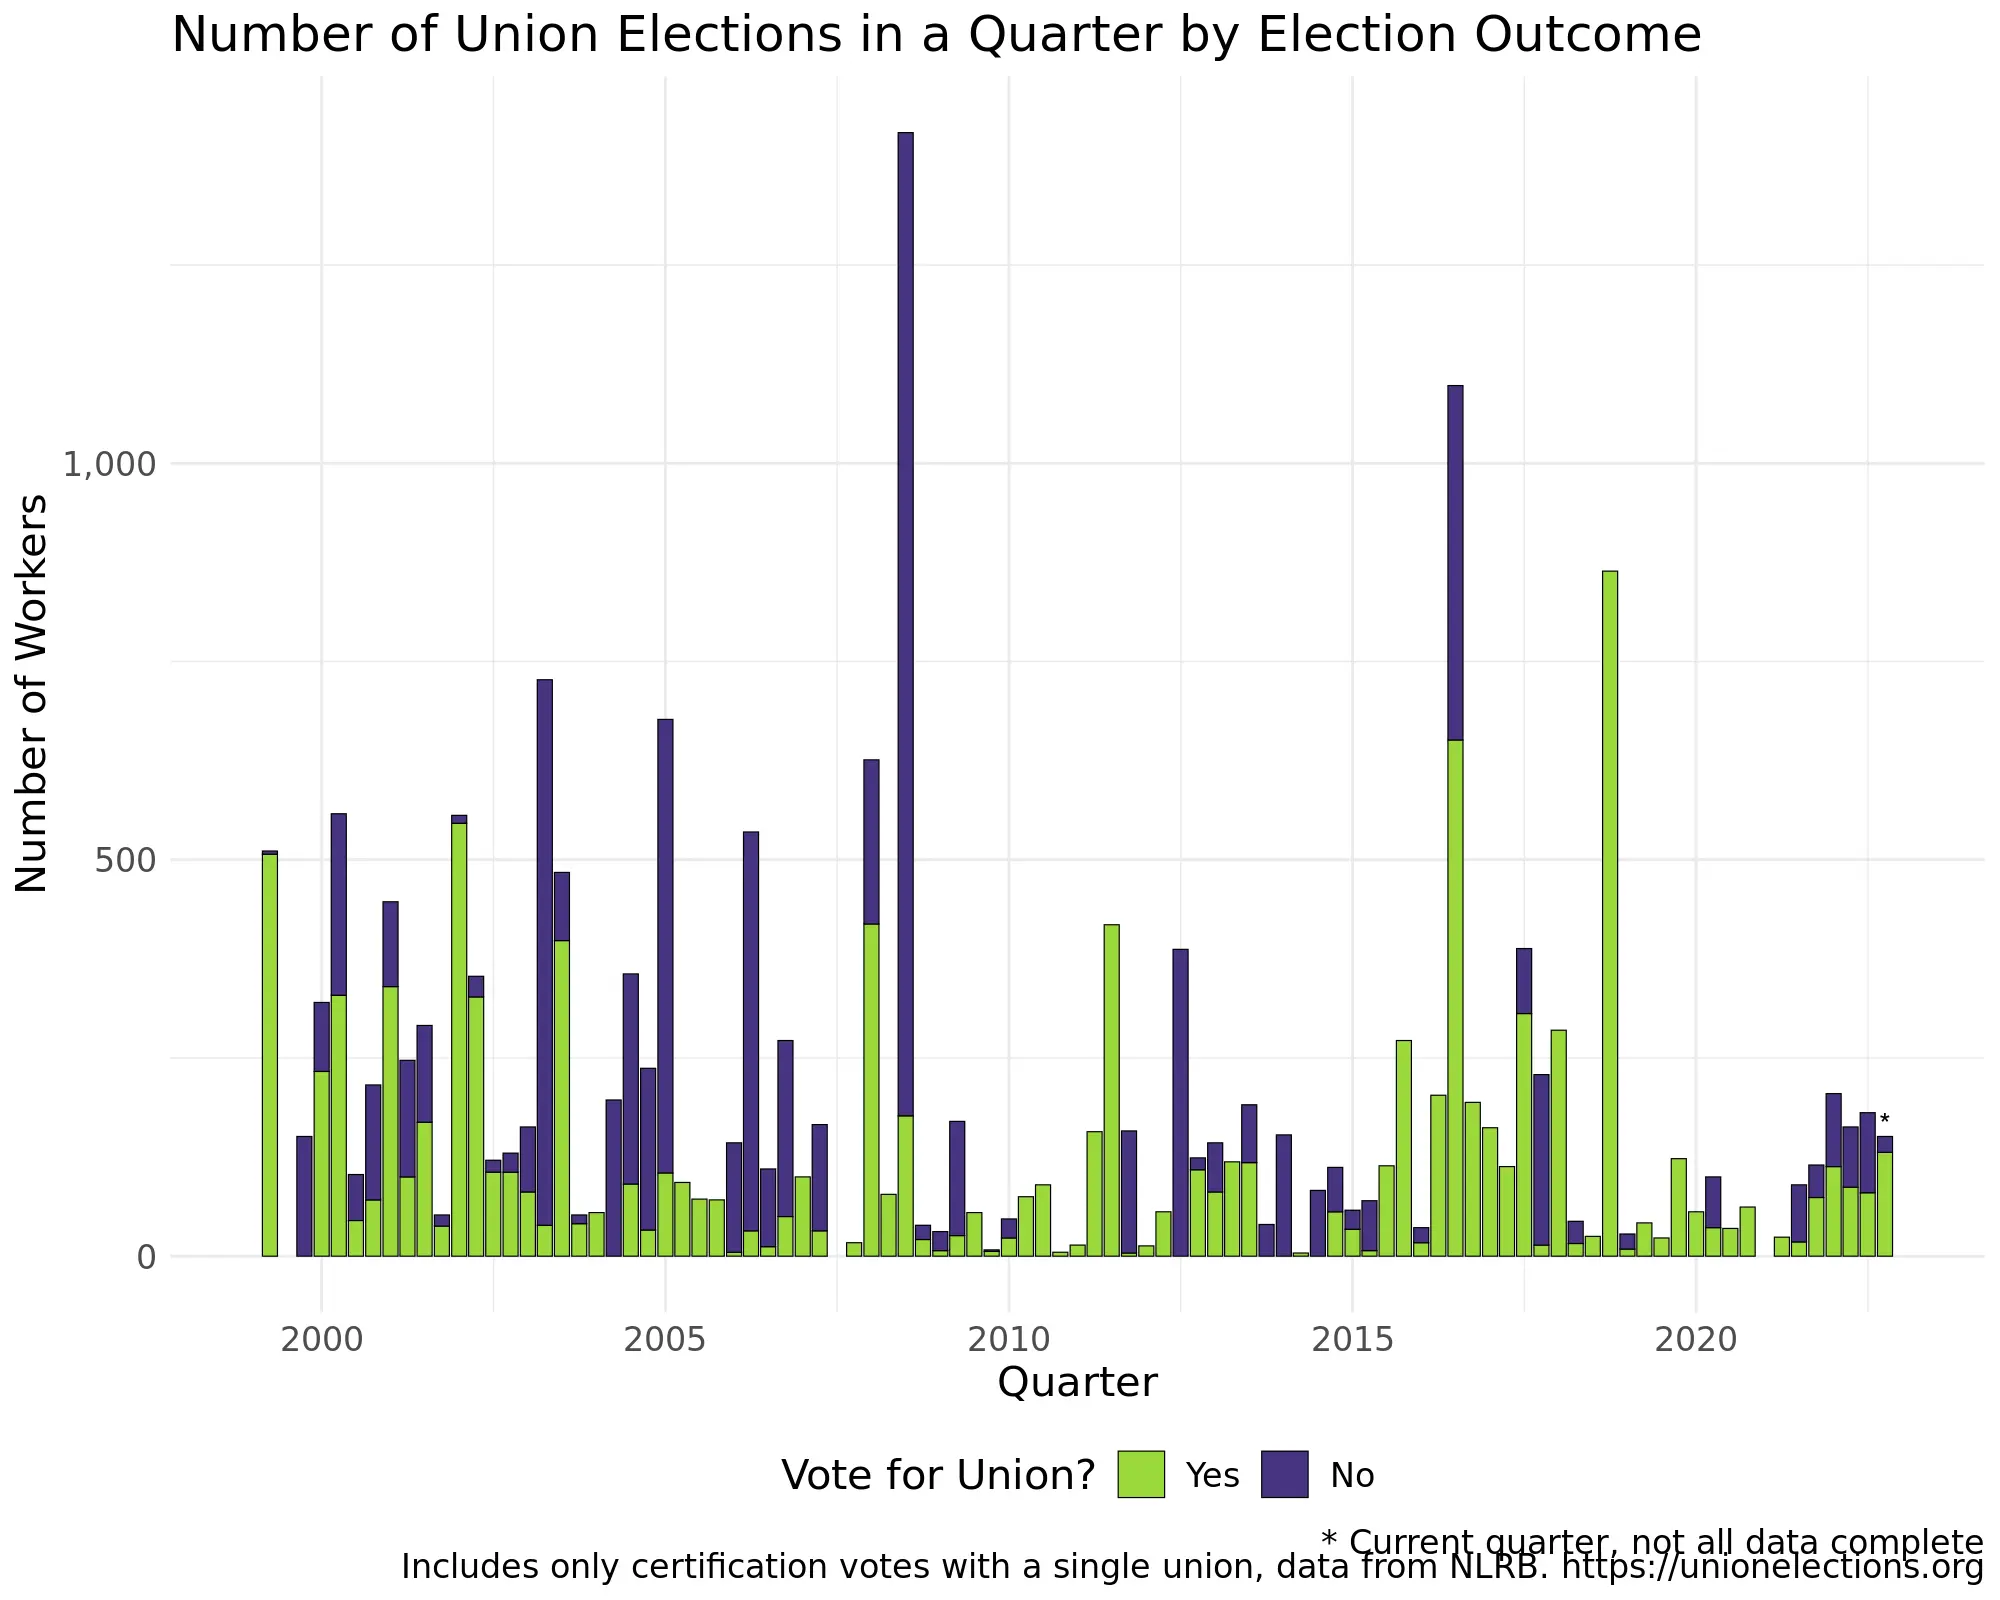 Number of Union Elections in a Quarter by Election Outcome
Number of Workers
1,000
500
0
*
2000 2005 2010 2015 2020
Quarter
Vote for Union? Yes No
* Current quarter, not all data complete
Includes only certification votes with a single union, data from NLRB. https://unionelections.org